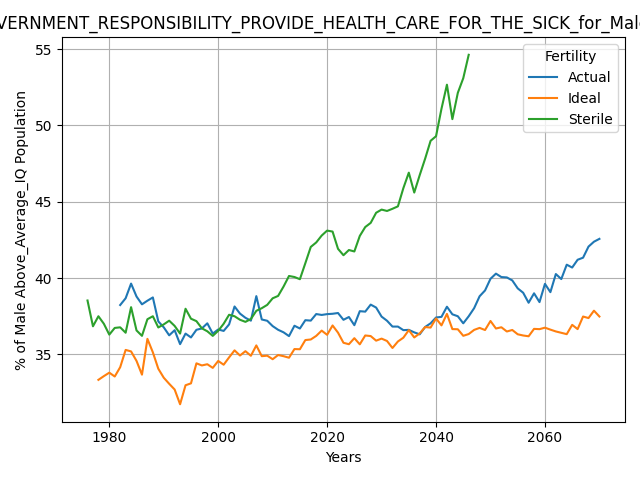 VERNMENT_RESPONSIBILITY_PROVIDE_HEALTH_CARE_FOR_THE_SICK_for_Mal
Fertility
Actual
Ideal
Sterile
% of Male Above_Average_IQ Population
55
50
45
40
35
1980 2000 2020 2040 2060
Years